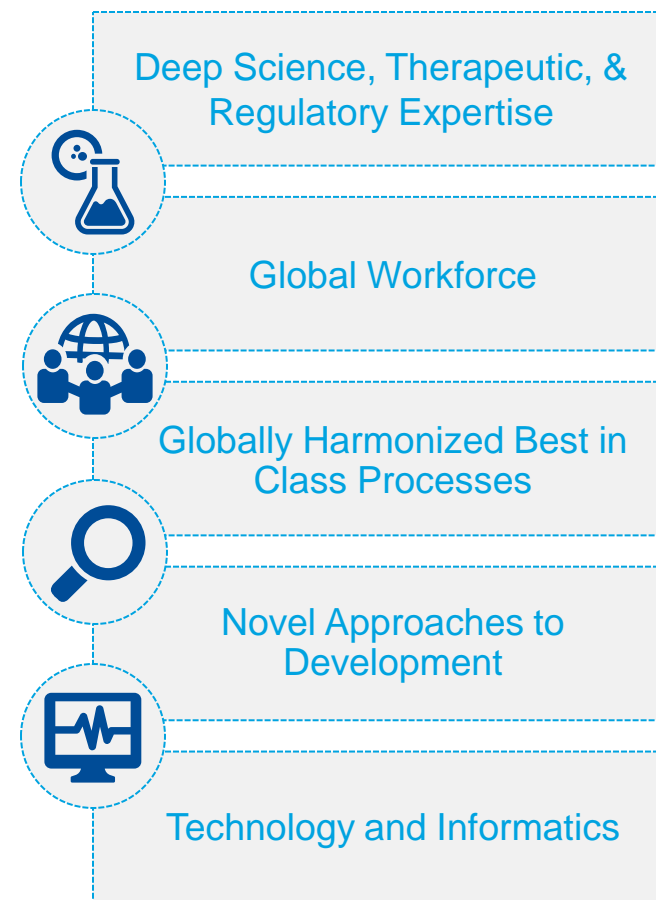 Deep Science, Therapeutic, &
Regulatory Expertise
Global Workforce
Globally Harmonized Best in
Class Processes
Novel Approaches to
Development
Technology and Informatics